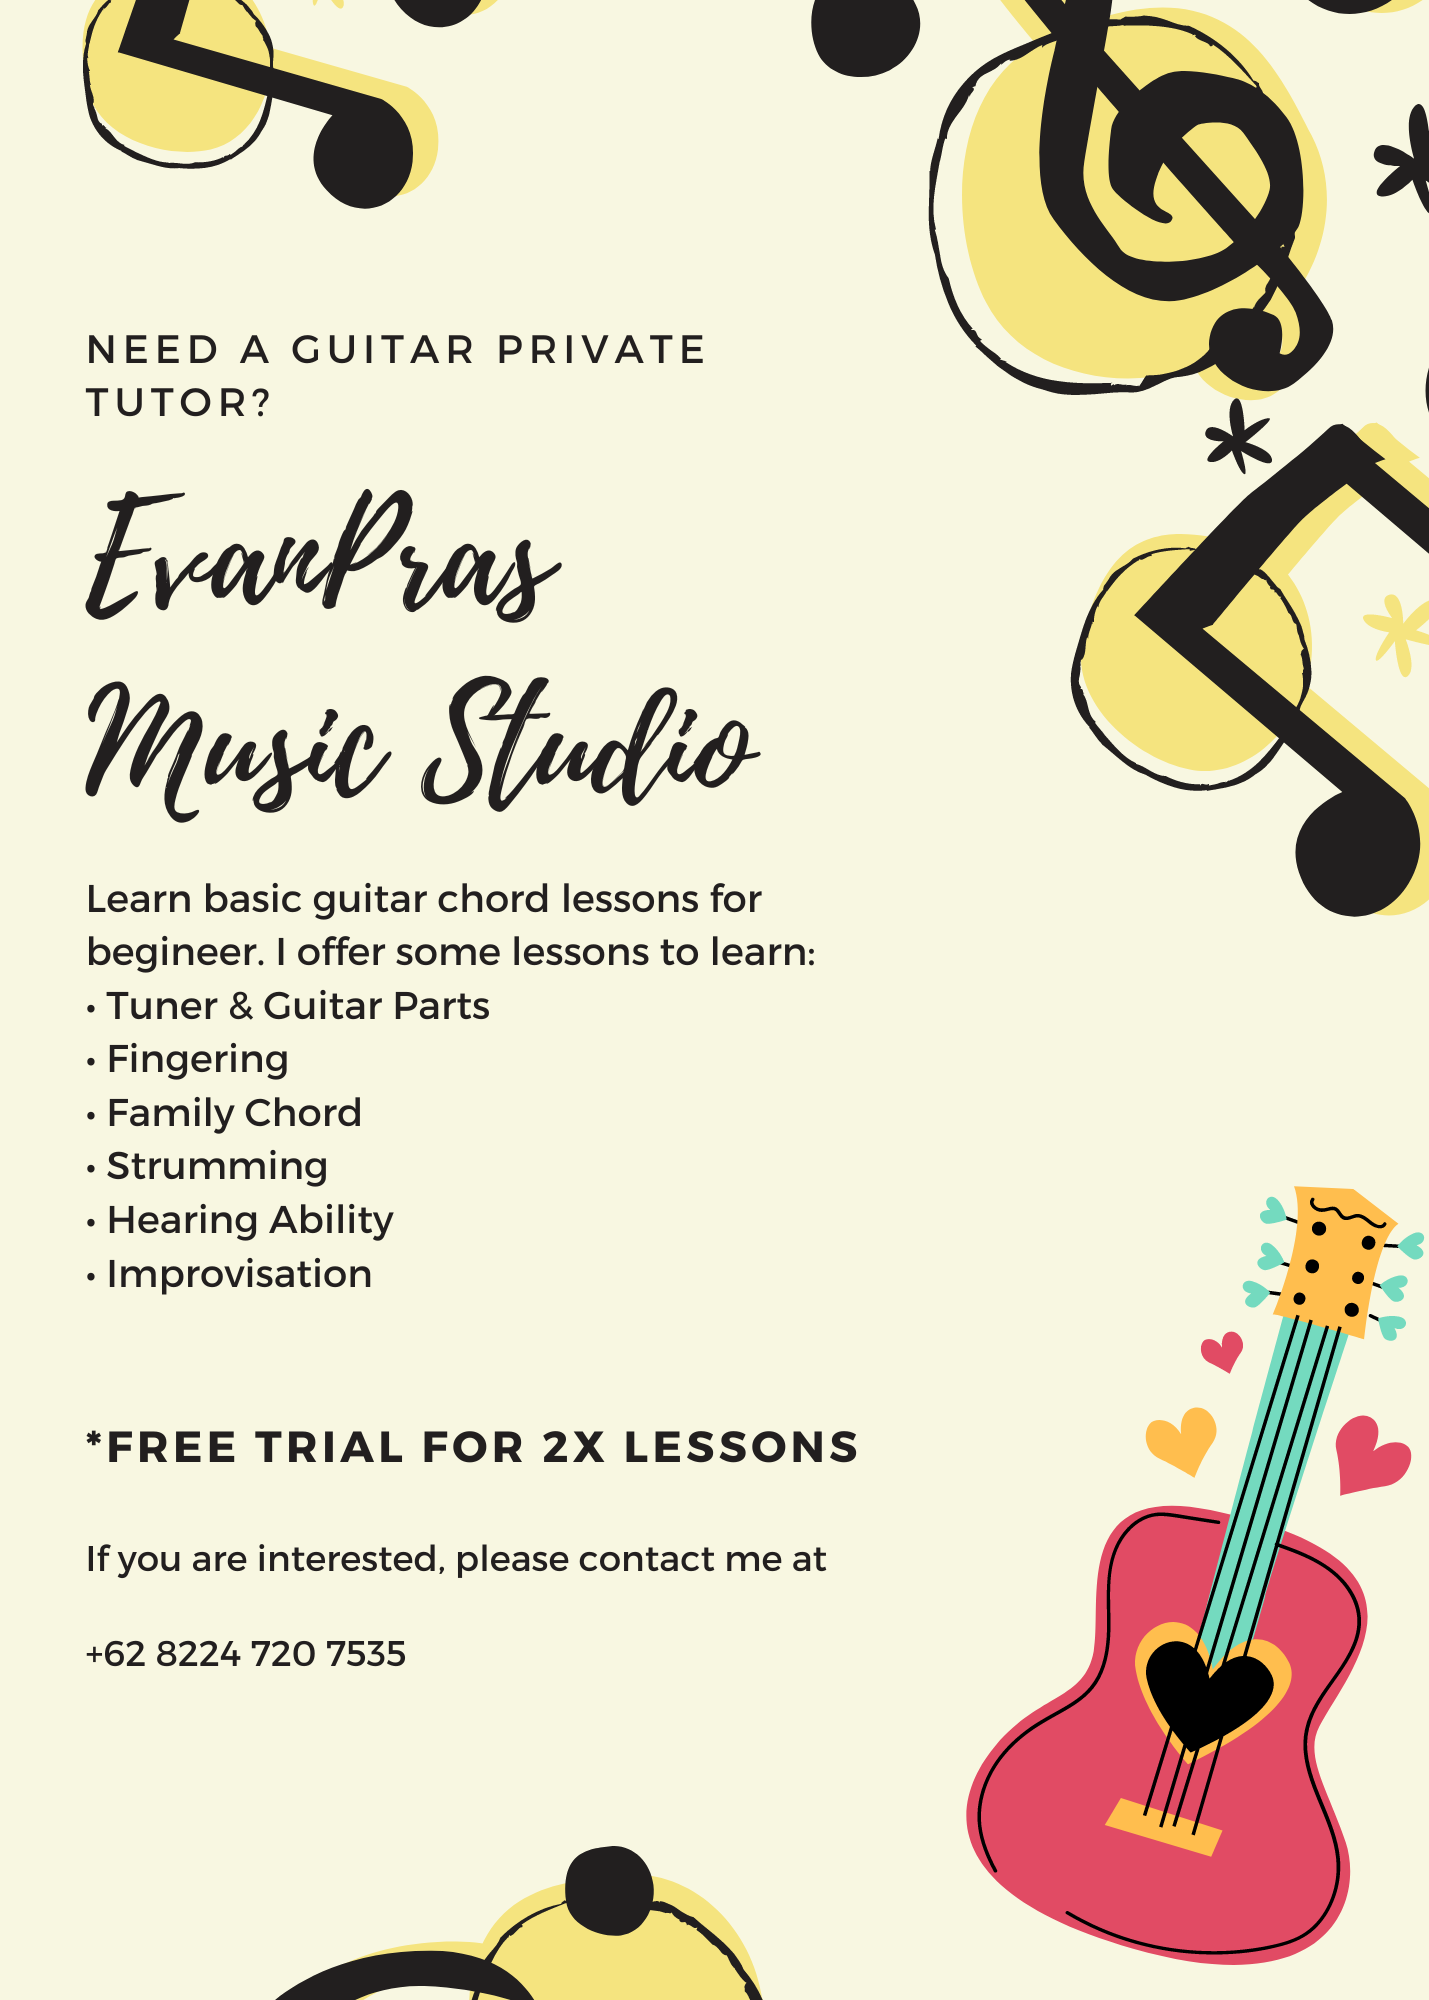 NEED A GUITAR PRIVATE
TUTOR?
EvanPras
Music Studio
Learn basic guitar chord lessons for
begineer. I offer some lessons to learn:
• Tuner & Guitar Parts
• Fingering
• Family Chord
• Strumming
• Hearing Ability
• Improvisation
*FREE TRIAL FOR 2X LESSONS
If you are interested, please contact me at
+62 8224 720 7535